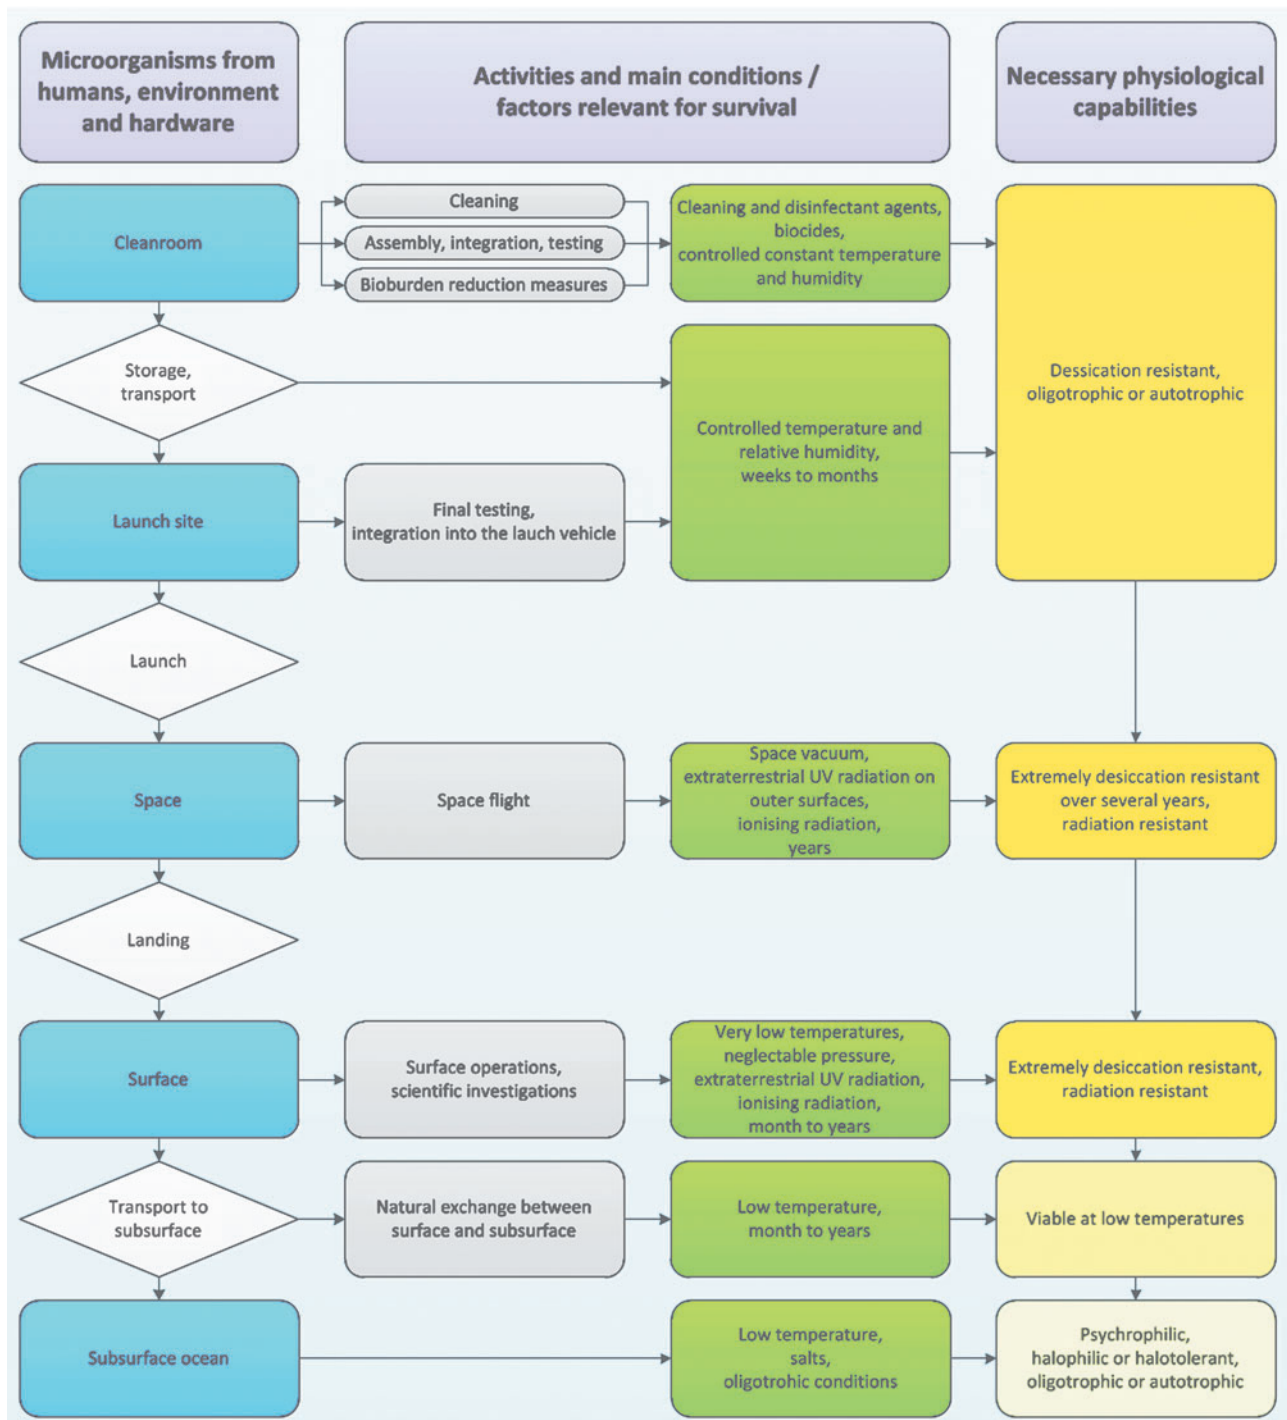 Microorganisms from
humans, environment
and hardware
Activities and main conditions /
factors relevant for survival
Necessary physiological
capabilities
Cleanroom
Cleaning
Assembly, integration, testing
Bioburden reduction measures
Cleaning and disinfectant agents,
biocides,
controlled constant temperature
and humidity
Dessication resistant,
oligotrophic or autotrophic
Storage,
transport
Controlled temperature and
relative humidity,
weeks to months
Launch site
Final testing,
integration into the lauch vehicle
Launch
Space
Space flight
Space vacuum,
extraterrestrial UV radiation on
outer surfaces,
ionising radiation,
years
Extremely desiccation resistant
over several years,
radiation resistant
Landing
Surface
Surface operations,
scientific investigations
Very low temperatures,
neglectable pressure,
extraterrestrial UV radiation,
ionising radiation,
month to years
Extremely desiccation resistant,
radiation resistant
Transport to
subsurface
Natural exchange between
surface and subsurface
Low temperature,
month to years
Viable at low temperatures
Subsurface ocean
Low temperature,
salts,
oligotrohic conditions
Psychrophilic,
halophilic or halotolerant,
oligotrophic or autotrophic